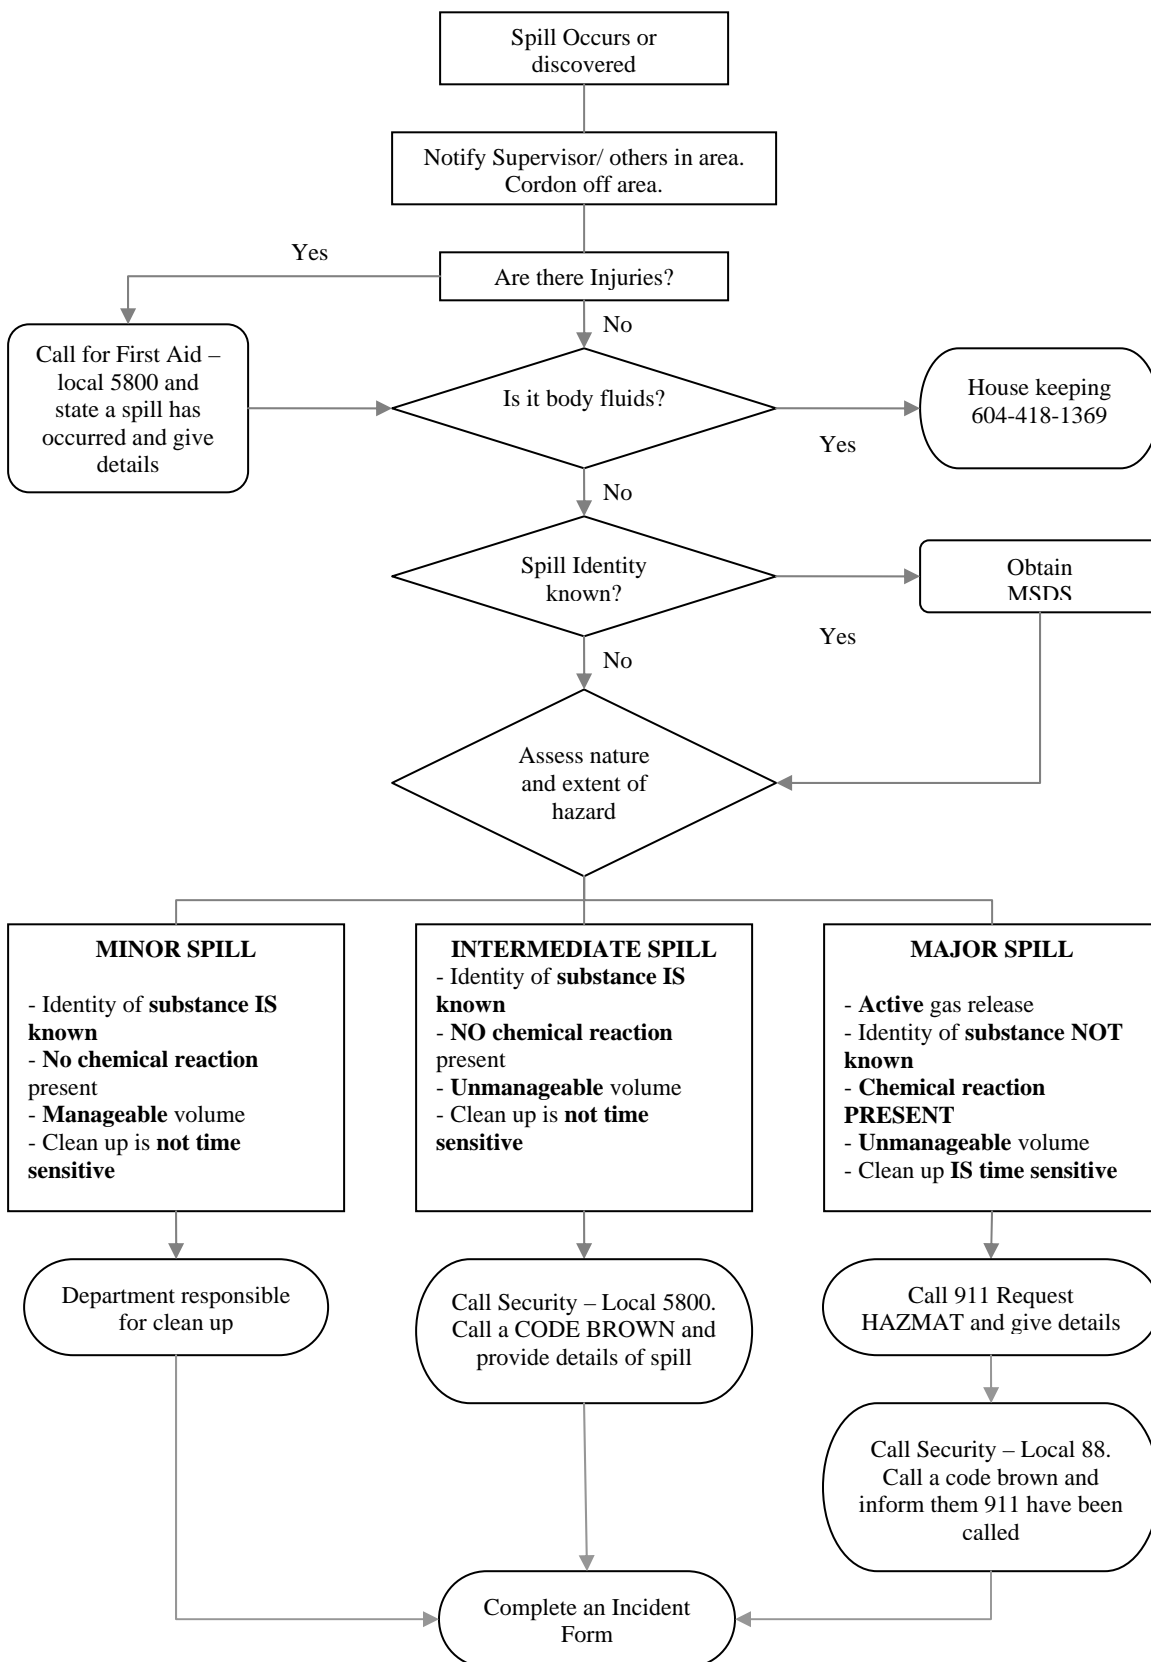 Spill Occurs or
discovered
Notify Supervisor/ others in area.
Cordon off area.
Yes
Are there Injuries?
No
Call for First Aid –
local 5800 and
state a spill has
occurred and give
details
Is it body fluids?
House keeping
604-418-1369
Yes
No
Spill Identity
known?
Obtain
MSDS
Yes
No
Assess nature
and extent of
hazard
MINOR SPILL
- Identity of substance IS
known
- No chemical reaction
present
- Manageable volume
- Clean up is not time
sensitive
INTERMEDIATE SPILL
- Identity of substance IS
known
- NO chemical reaction
present
- Unmanageable volume
- Clean up is not time
sensitive
MAJOR SPILL
- Active gas release
- Identity of substance NOT
known
- Chemical reaction
PRESENT
- Unmanageable volume
- Clean up IS time sensitive
Department responsible
for clean up
Call Security – Local 5800.
Call a CODE BROWN and
provide details of spill
Call 911 Request
HAZMAT and give details
Call Security – Local 88.
Call a code brown and
inform them 911 have been
called
Complete an Incident
Form